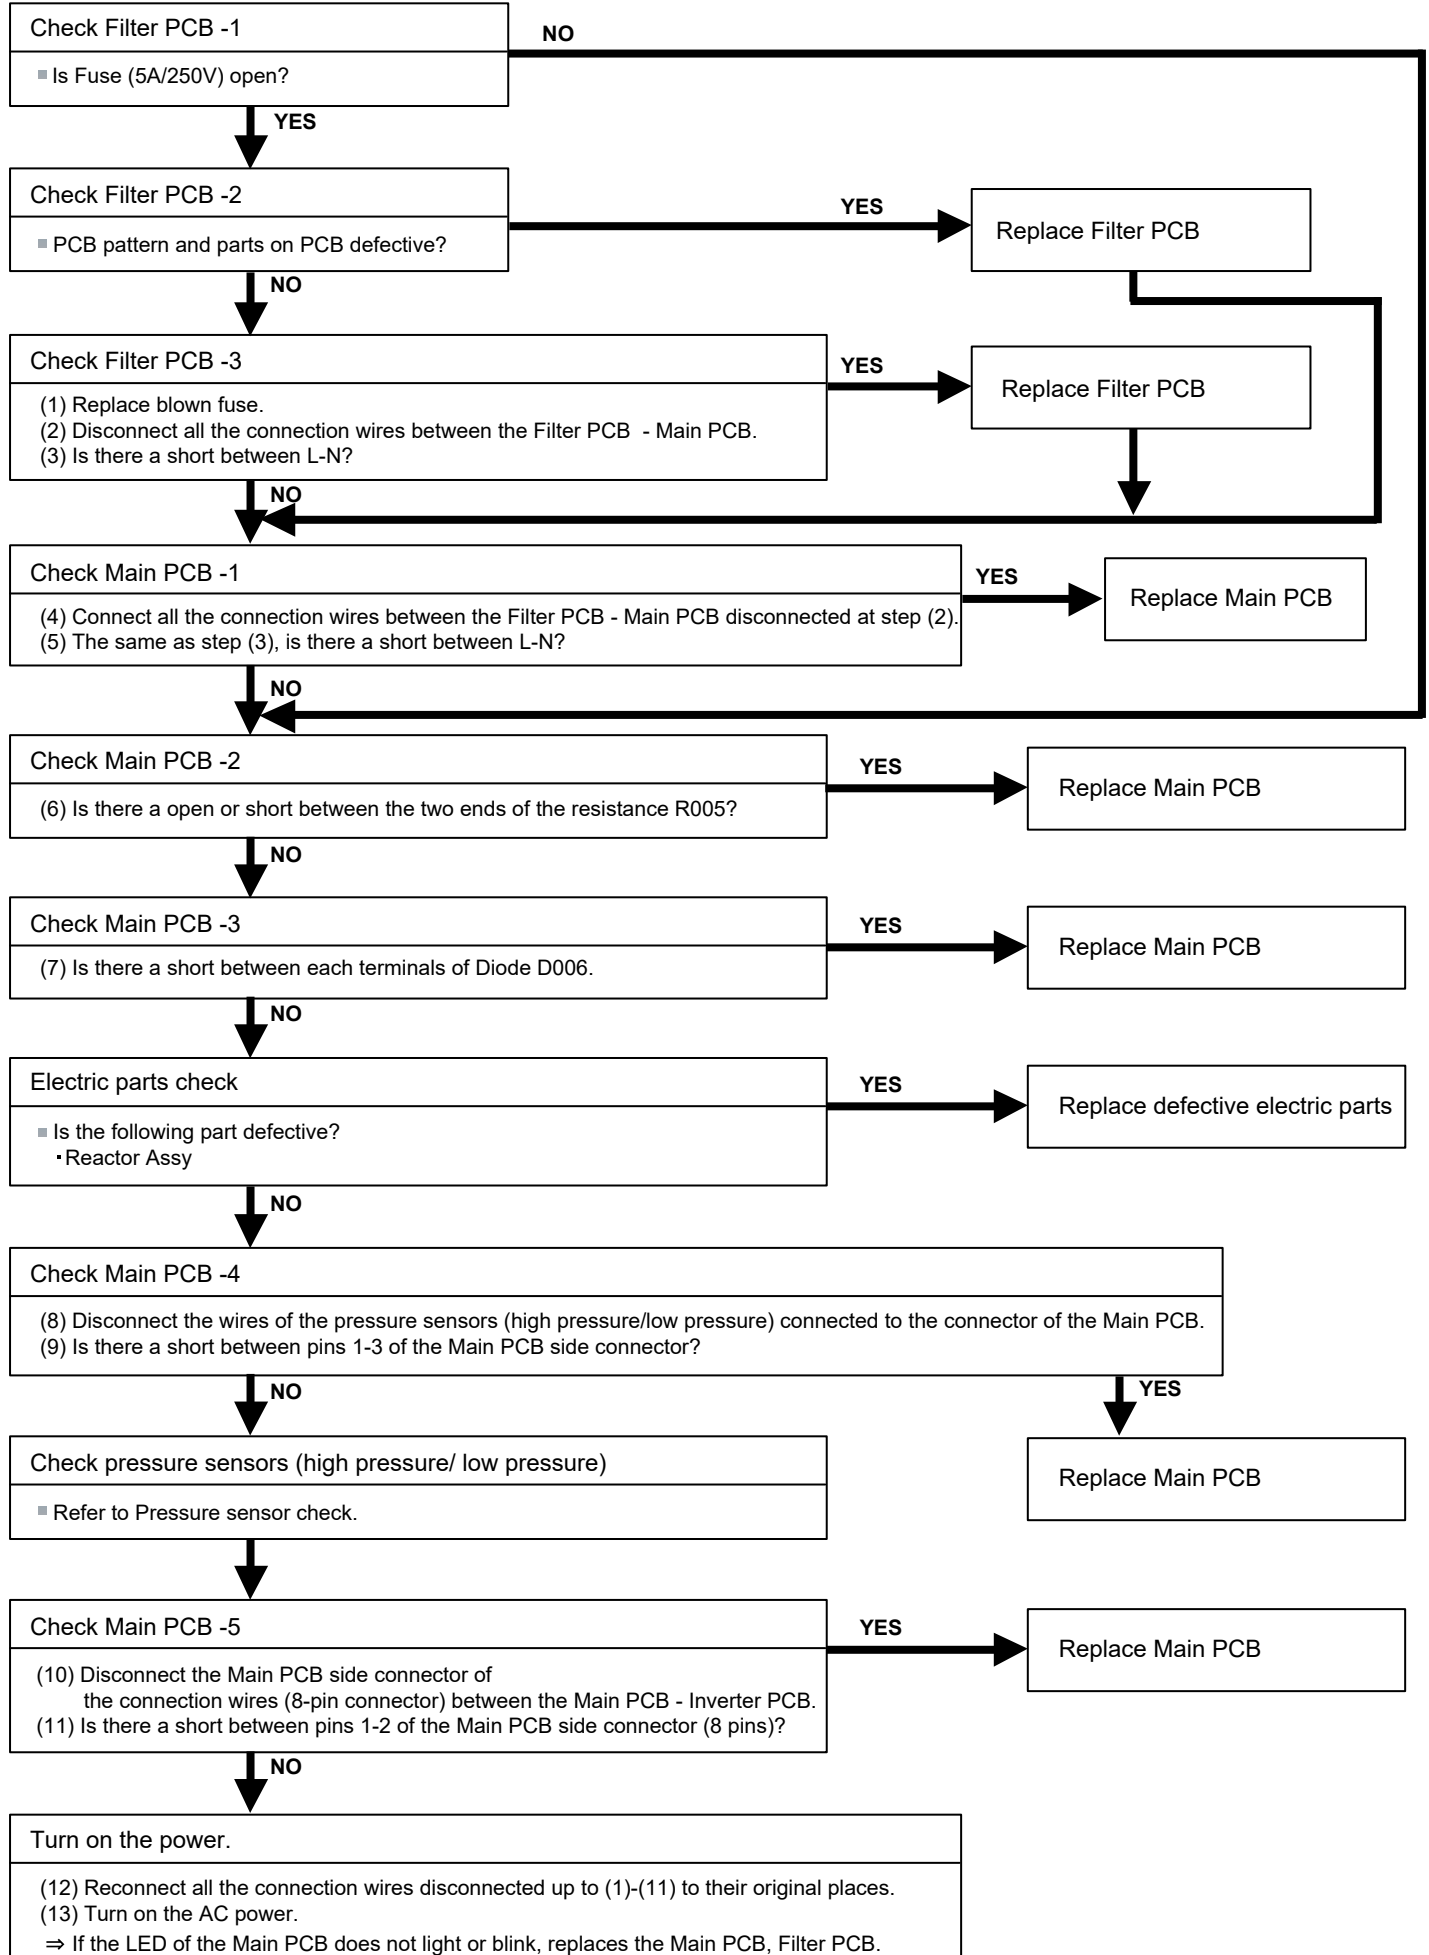 Check Filter PCB -1
NO
Is Fuse (5A/250V) open?
YES
Check Filter PCB -2
YES
Replace Filter PCB
PCB pattern and parts on PCB defective?
NO
Check Filter PCB -3
YES
Replace Filter PCB
(1) Replace blown fuse.
(2) Disconnect all the connection wires between the Filter PCB - Main PCB.
(3) Is there a short between L-N?
NO
Check Main PCB -1
YES
Replace Main PCB
(4) Connect all the connection wires between the Filter PCB - Main PCB disconnected at step (2).
(5) The same as step (3), is there a short between L-N?
NO
Check Main PCB -2
YES
Replace Main PCB
(6) Is there a open or short between the two ends of the resistance R005?
NO
Check Main PCB -3
YES
Replace Main PCB
(7) Is there a short between each terminals of Diode D006.
NO
Electric parts check
YES
Replace defective electric parts
Is the following part defective?
・Reactor Assy
NO
Check Main PCB -4
(8) Disconnect the wires of the pressure sensors (high pressure/low pressure) connected to the connector of the Main PCB.
(9) Is there a short between pins 1-3 of the Main PCB side connector?
NO
YES
Check pressure sensors (high pressure/ low pressure)
Replace Main PCB
Refer to Pressure sensor check.
Check Main PCB -5
YES
Replace Main PCB
(10) Disconnect the Main PCB side connector of
the connection wires (8-pin connector) between the Main PCB - Inverter PCB.
(11) Is there a short between pins 1-2 of the Main PCB side connector (8 pins)?
NO
Turn on the power.
(12) Reconnect all the connection wires disconnected up to (1)-(11) to their original places.
(13) Turn on the AC power.
⇒ If the LED of the Main PCB does not light or blink, replaces the Main PCB, Filter PCB.